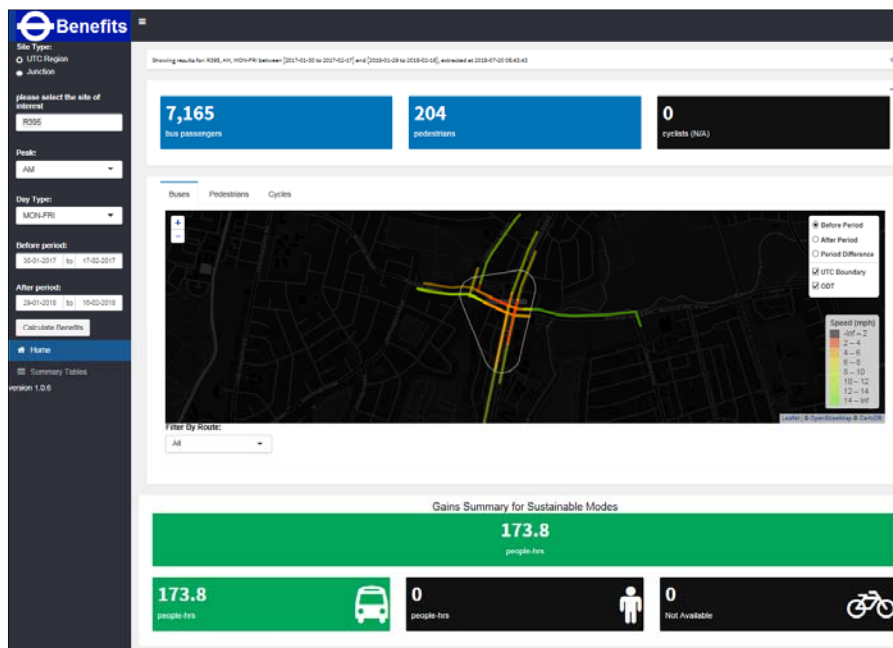 Benefits
Site Type:
UTC Region
Junction
please select the site of
interest
R395
Peak:
AM
Day Type:
MON-FRI
Before period:
30-01-2017 to 17-02-2017
After period:
29-01-2018 to 16-02-2018
Calculate Benefits
Home
Summary Tables
version 1.0.6
Showing results for: R395, AM, MON-FRI between [2017-01-30 to 2017-02-17] and [2018-01-29 to 2018-02-16], extracted at 2018-07-20 08:43:43
7,165
bus passengers
204
pedestrians
0
cyclists (N/A)
Buses Pedestrians Cycles
+
−
Before Period
After Period
Period Difference
UTC Boundary
ODT
Speed (mph)
-Inf – 2
2 – 4
4 – 6
6 – 8
8 – 10
10 – 12
12 – 14
14 – Inf
Leaflet | © OpenStreetMap © CartoDB
Filter By Route:
All
Gains Summary for Sustainable Modes
173.8
people-hrs
173.8
people-hrs
0
people-hrs
0
Not Available